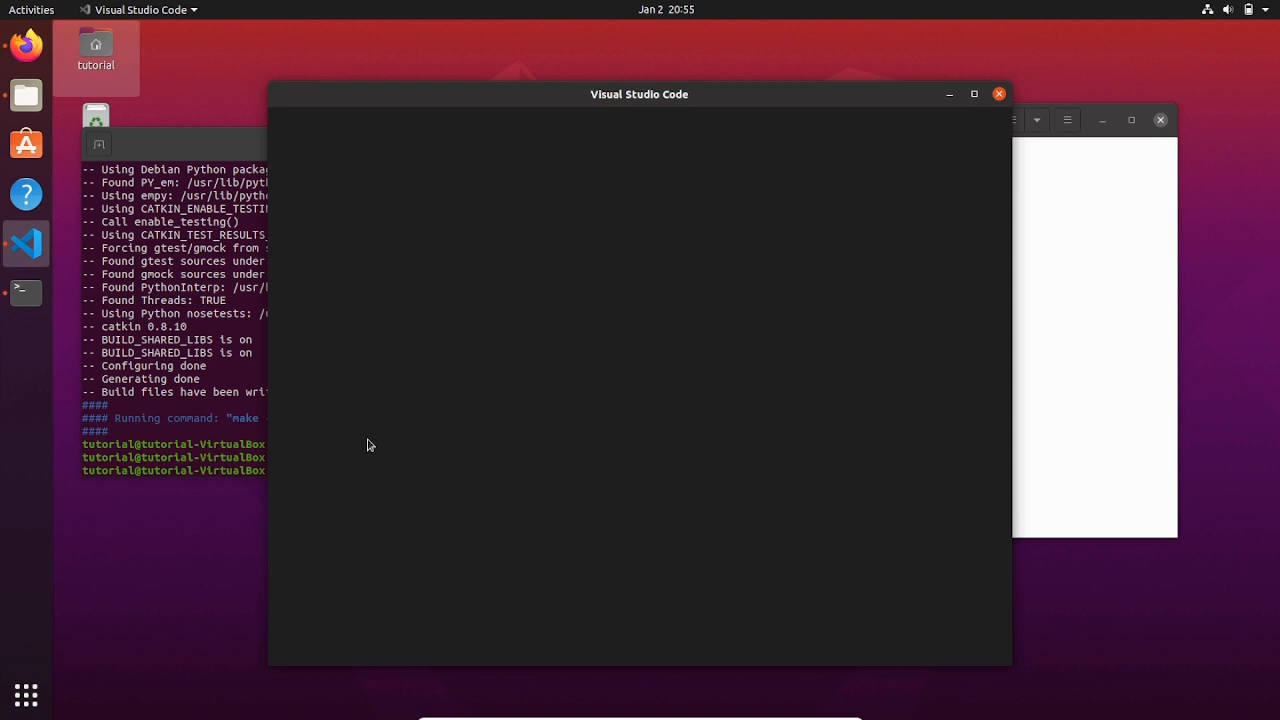 Activities
Visual Studio Code
Jan 2 20:55
tutorial
Visual Studio Code
-- Using Debian Python packa
-- Found PY_em: /usr/lib/pyt
-- Using empy: /usr/lib/pytho
-- Using CATKIN_ENABLE_TESTIN
-- Call enable_testing()
-- Using CATKIN_TEST_RESULTS_
-- Forcing gtest/gmock from s
-- Found gtest sources under
-- Found gmock sources under
-- Found PythonInterp: /usr/
-- Found Threads: TRUE
-- Using Python nosetests: /
-- catkin 0.8.10
-- BUILD_SHARED_LIBS is on
-- BUILD_SHARED_LIBS is on
-- Configuring done
-- Generating done
-- Build files have been wri
####
#### Running command: "make
####
tutorial@tutorial-VirtualBox
tutorial@tutorial-VirtualBox
tutorial@tutorial-VirtualBox